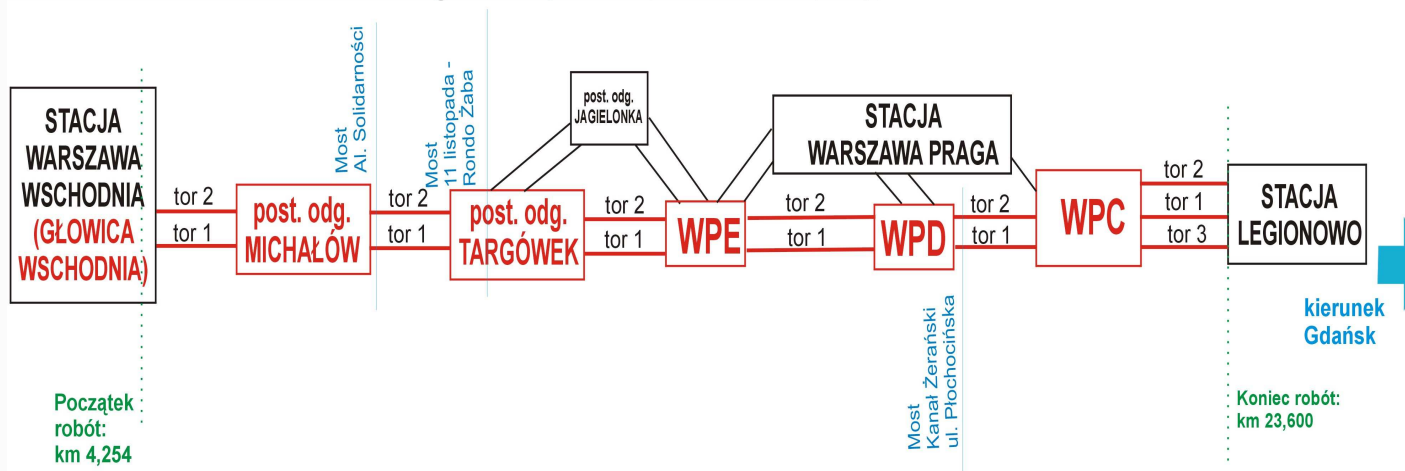 STACJA
WARSZAWA
WSCHODNIA
(GŁOWICA
WSCHODNIA)
Początek
robót:
km 4,254
tor 2
tor 1
post. odg.
MICHAŁÓW
Most
Al. Solidarności
tor 2
tor 1
Most
11 listopada -
Rondo Żaba
post. odg.
TARGÓWEK
post. odg.
JAGIELONKA
tor 2
tor 1
WPE
STACJA
WARSZAWA PRAGA
tor 2
tor 1
WPD
Most
Kanał Żerański
ul. Płochocińska
tor 2
tor 1
WPC
tor 2
tor 1
tor 3
STACJA
LEGIONOWO
kierunek
Gdańsk
Koniec robót:
km 23,600